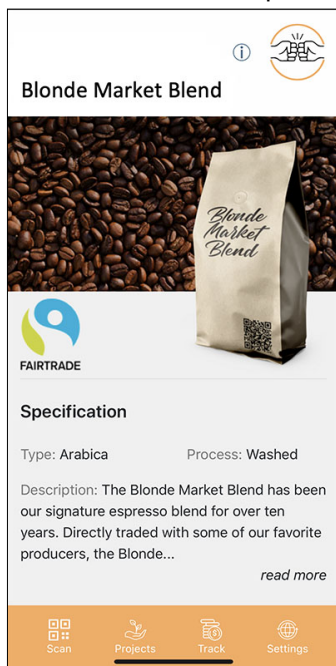 Blonde Market Blend
Blonde
Market
Blend
FAIRTRADE
Specification
Type: Arabica Process: Washed
Description: The Blonde Market Blend has been
our signature espresso blend for over ten
years. Directly traded with some of our favorite
producers, the Blonde...
read more
Scan Projects Track Settings